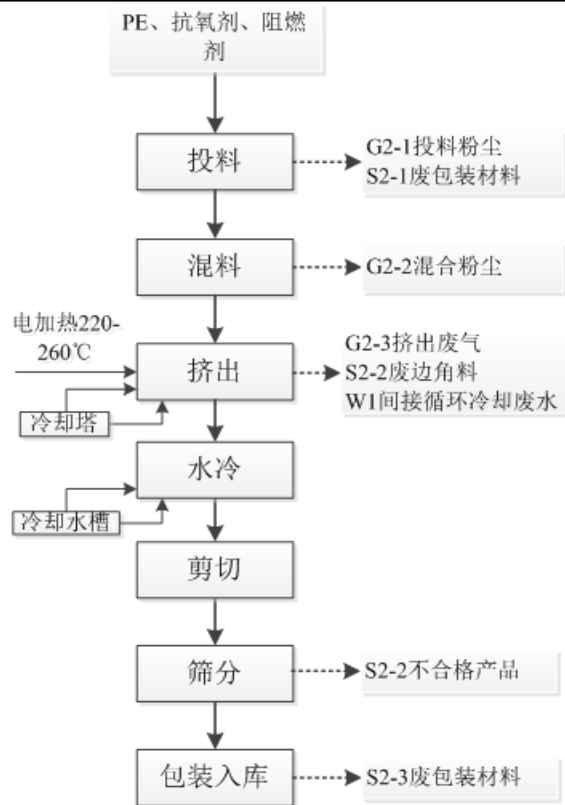 PE、抗氧剂、阻燃
剂
投料
G2-1投料粉尘
S2-1废包装材料
混料
G2-2混合粉尘
电加热220-
260℃
挤出
G2-3挤出废气
S2-2废边角料
W1间接循环冷却废水
冷却塔
水冷
冷却水槽
剪切
筛分
S2-2不合格产品
包装入库
S2-3废包装材料